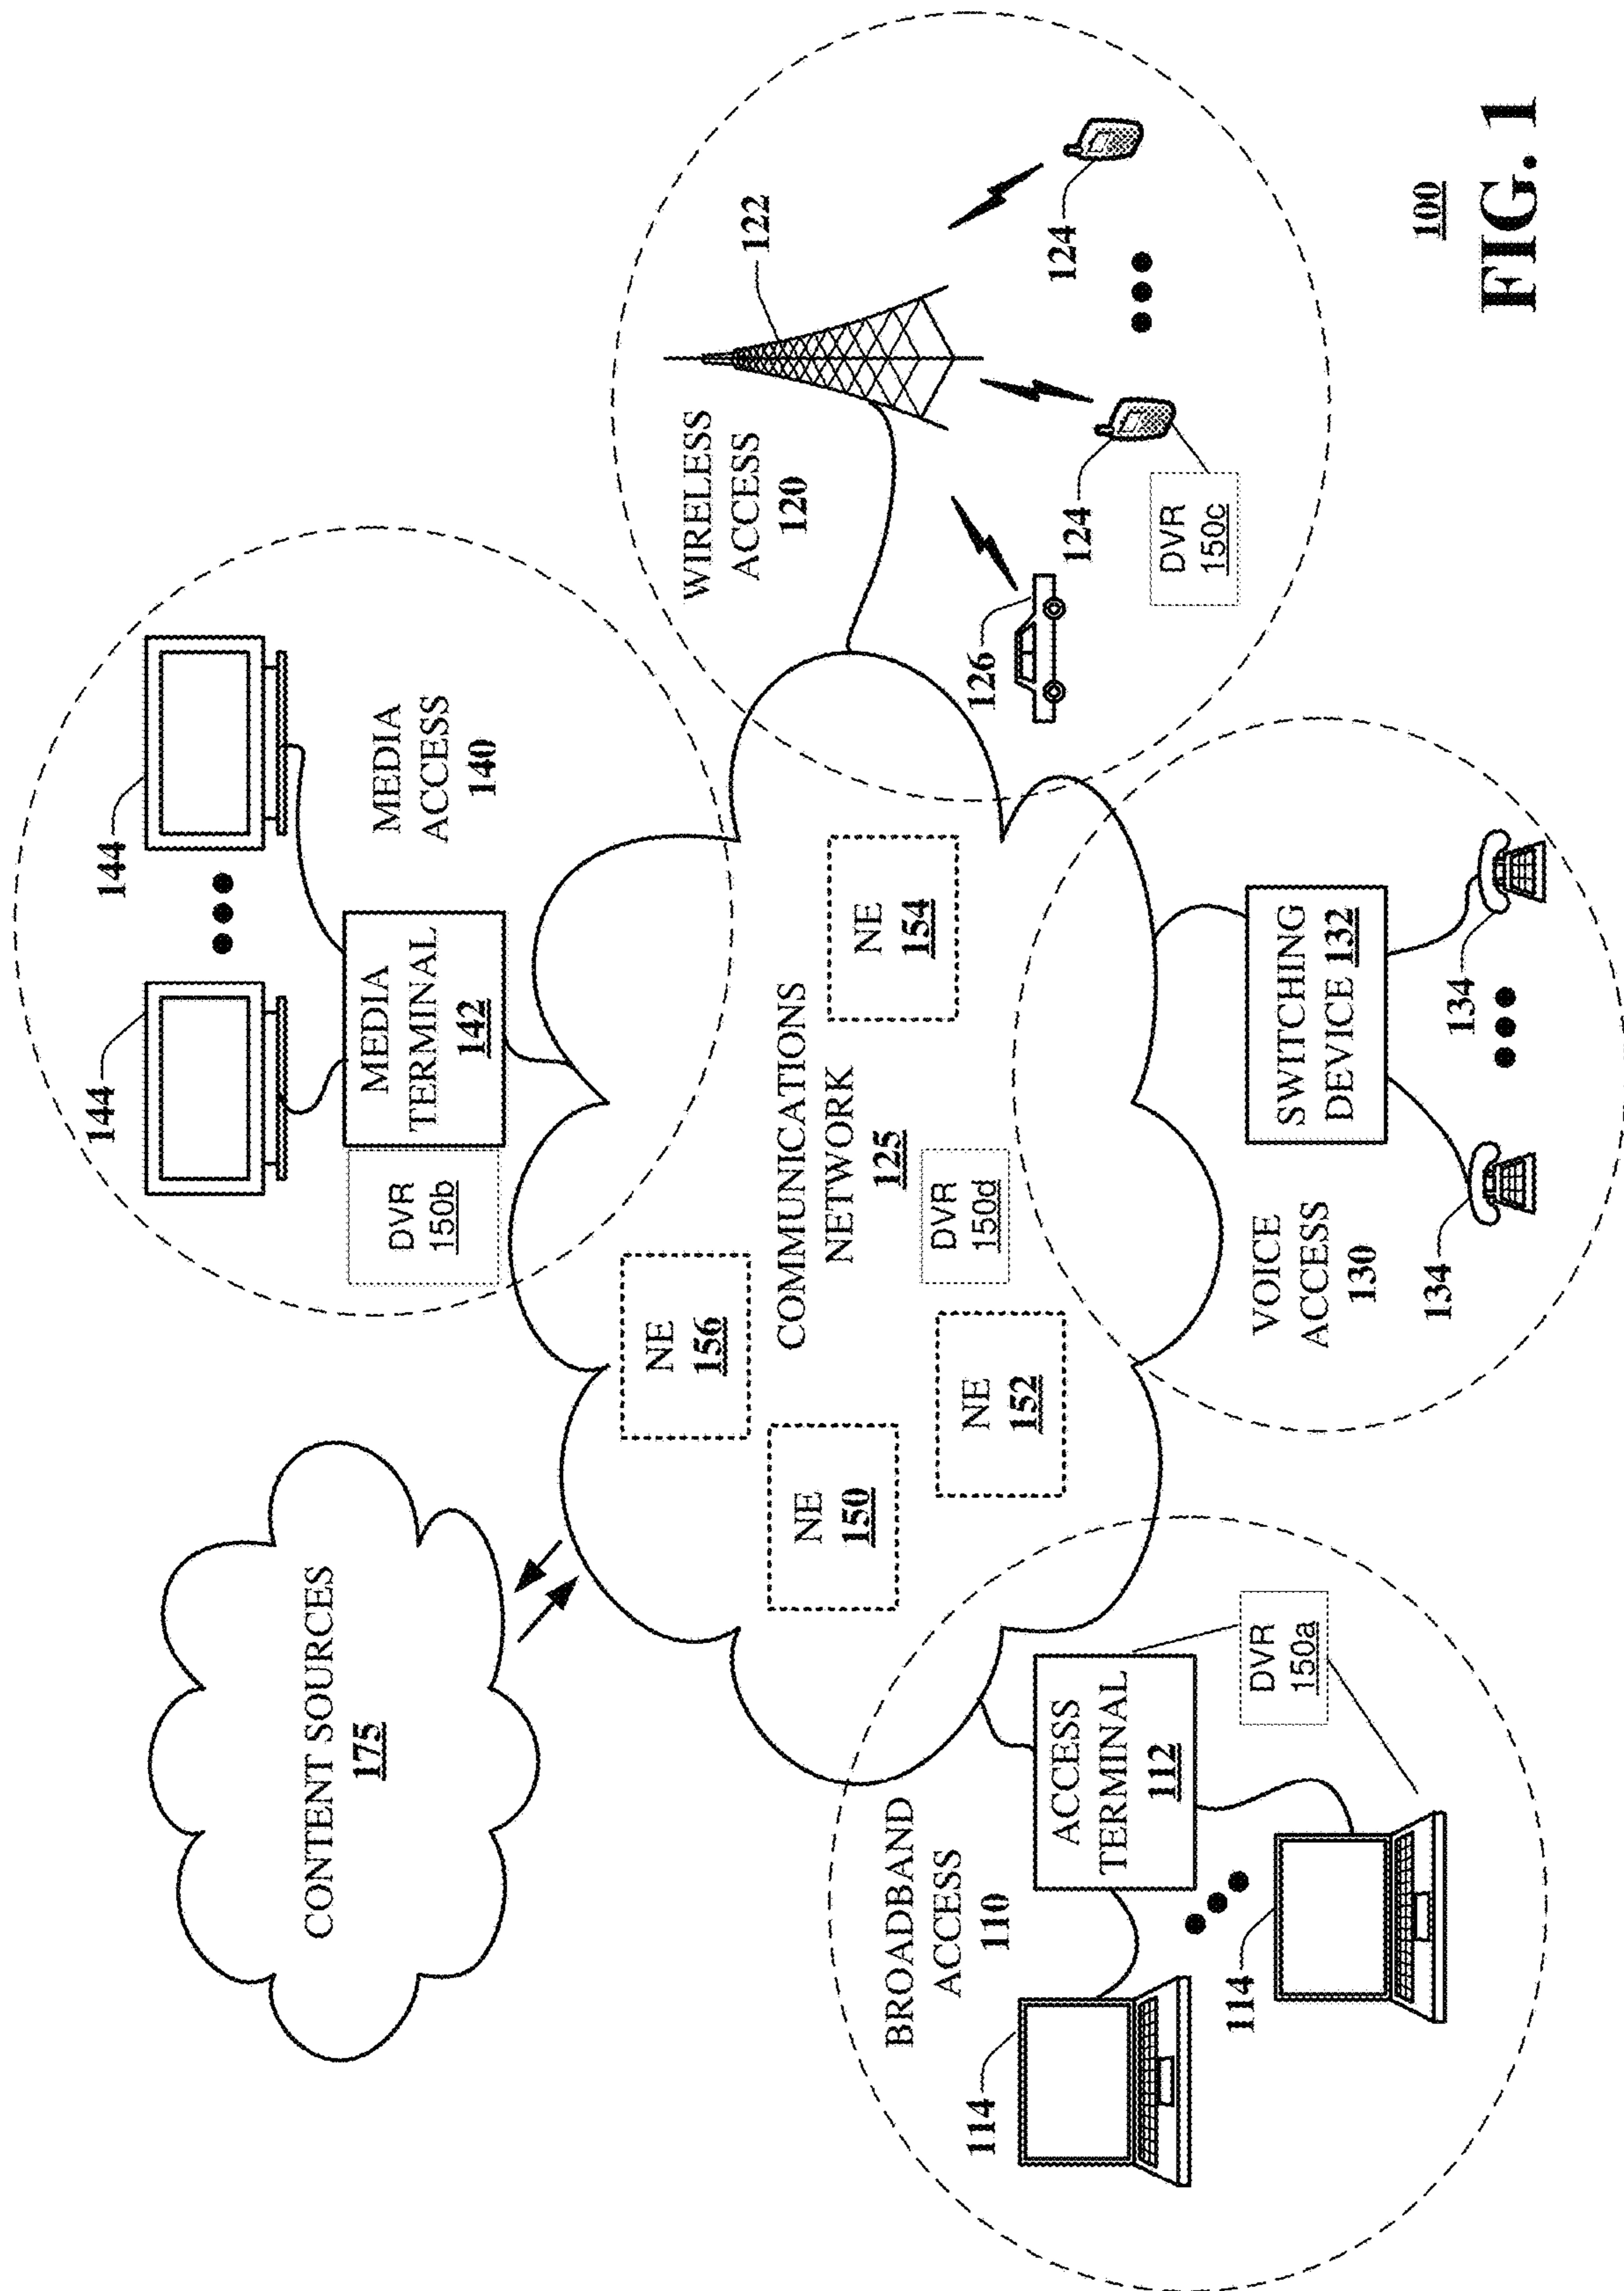 CONTENT SOURCES
175
144
144
MEDIA
TERMINAL
142
DVR
150b
MEDIA
ACCESS
140
NE
156
NE
150
COMMUNICATIONS
NETWORK
125
NE
154
DVR
150d
NE
152
WIRELESS
ACCESS
120
122
126
124
124
DVR
150c
BROADBAND
ACCESS
110
ACCESS
TERMINAL
112
114
114
DVR
150a
VOICE
ACCESS
130
SWITCHING
DEVICE 132
134
134
100
FIG. 1